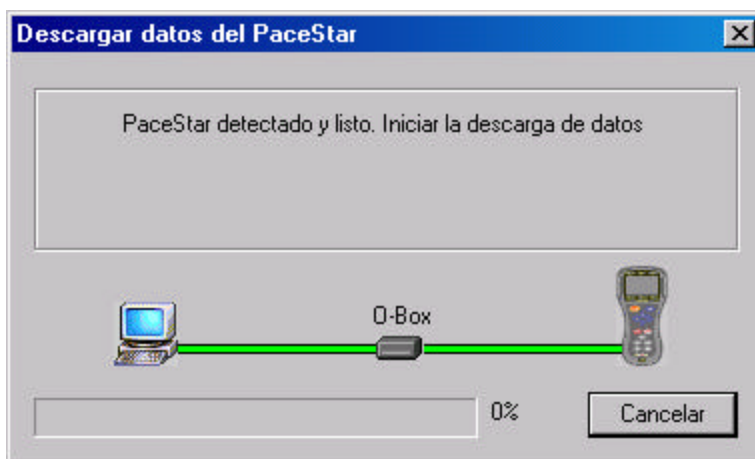 Descargar datos del PaceStar
PaceStar detectado y listo. Iniciar la descarga de datos
O-Box
0%
Cancelar